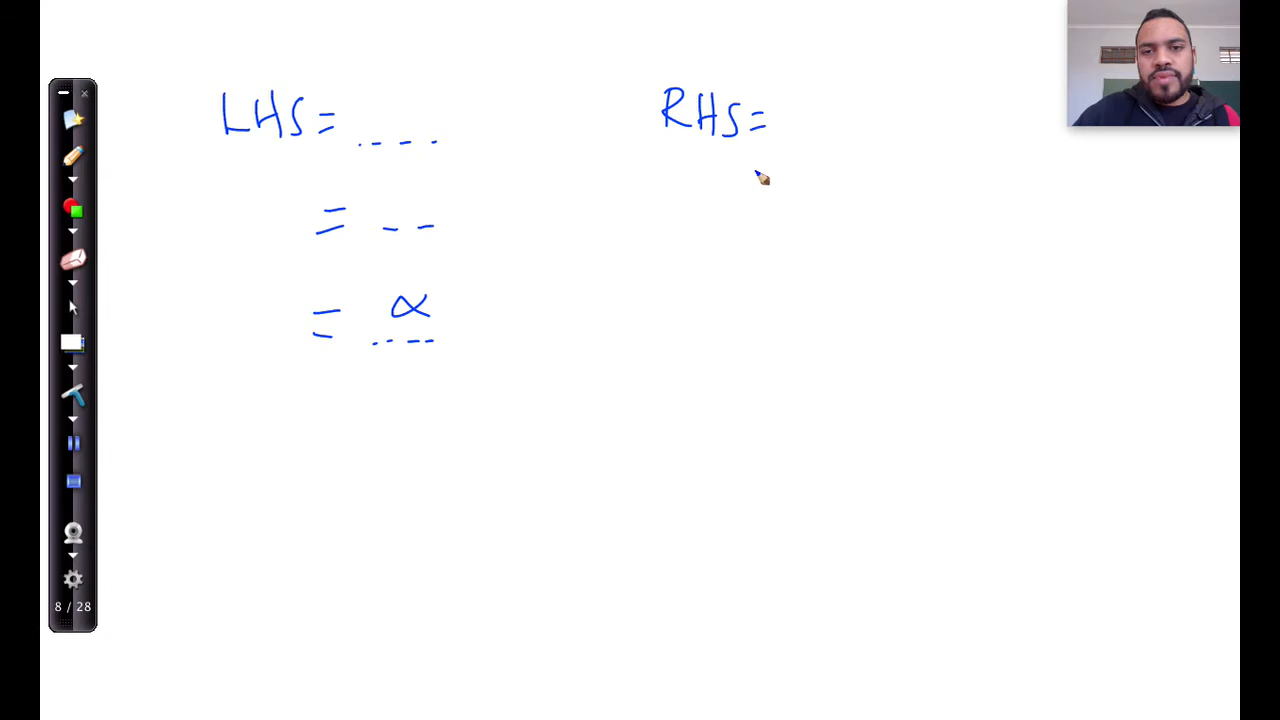 LHS = .---
RHS =
= --
= α
..--
8 / 28